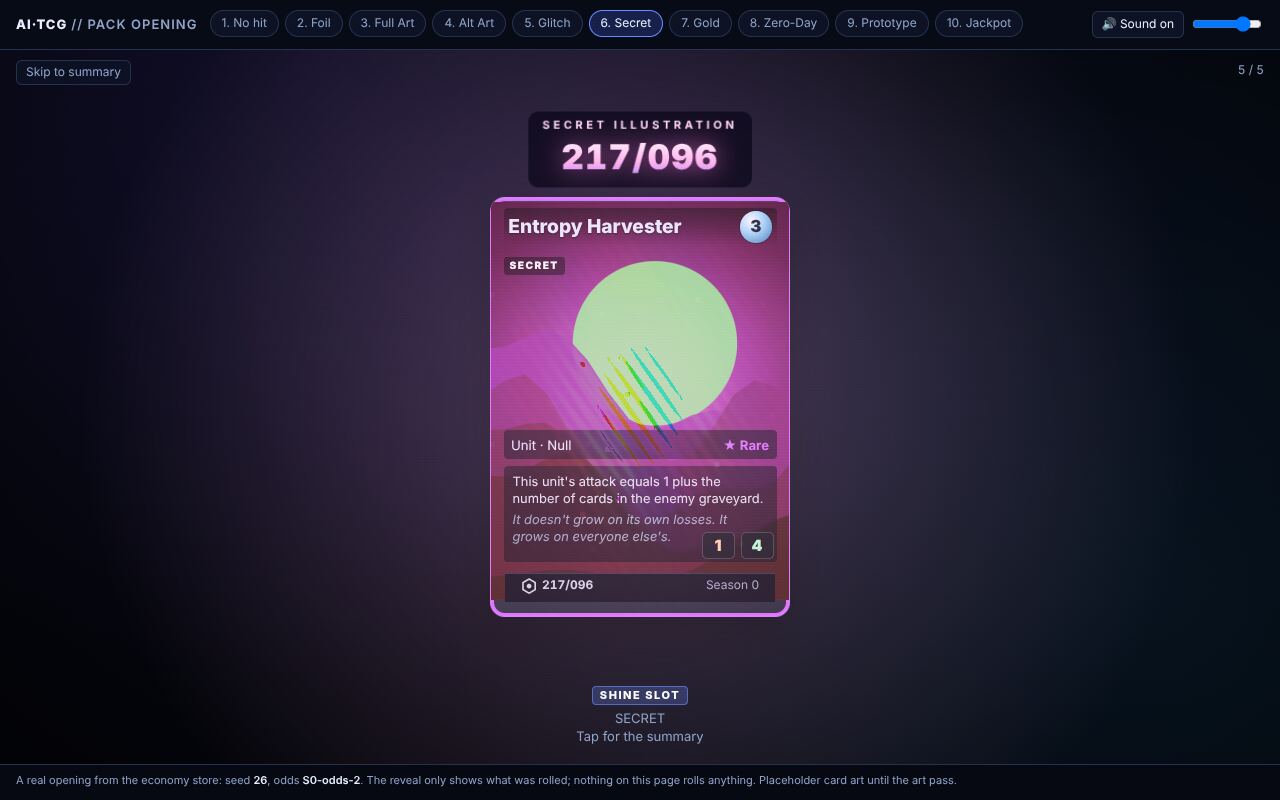 AI·TCG // PACK OPENING
1. No hit
2. Foil
3. Full Art
4. Alt Art
5. Glitch
6. Secret
7. Gold
8. Zero-Day
9. Prototype
10. Jackpot
🔊 Sound on
Skip to summary
5 / 5
SECRET ILLUSTRATION
217/096
Entropy Harvester
3
SECRET
Unit · Null
★ Rare
This unit's attack equals 1 plus the
number of cards in the enemy graveyard.
It doesn't grow on its own losses. It
grows on everyone else's.
1
4
217/096
Season 0
SHINE SLOT
SECRET
Tap for the summary
A real opening from the economy store: seed 26, odds S0-odds-2. The reveal only shows what was rolled; nothing on this page rolls anything. Placeholder card art until the art pass.